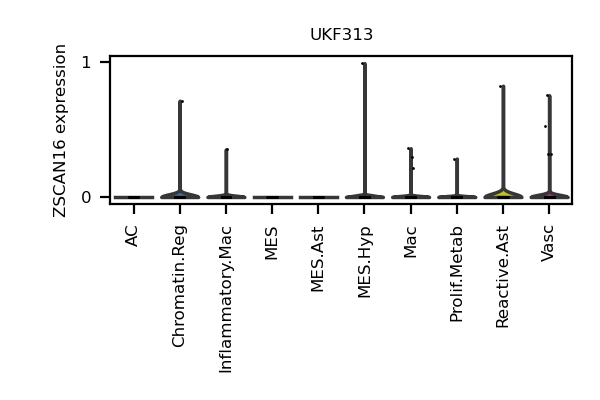 UKF313
ZSCAN16 expression
1
0
AC
Chromatin.Reg
Inflammatory.Mac
MES
MES.Ast
MES.Hyp
Mac
Prolif.Metab
Reactive.Ast
Vasc